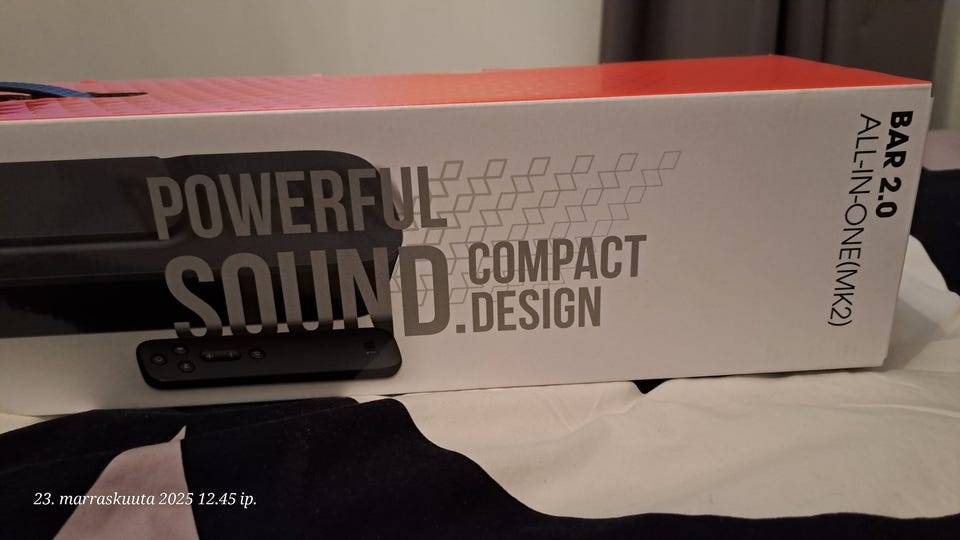 POWERFUL
SOUND.
COMPACT
DESIGN
BAR 2.0
ALL-IN-ONE(MK2)
23. marraskuuta 2025 12.45 ip.